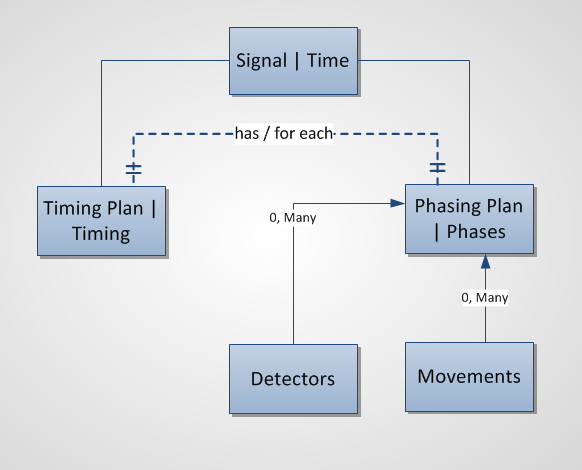 Signal | Time
has / for each
Timing Plan |
Timing
Phasing Plan
| Phases
0, Many
0, Many
Detectors
Movements